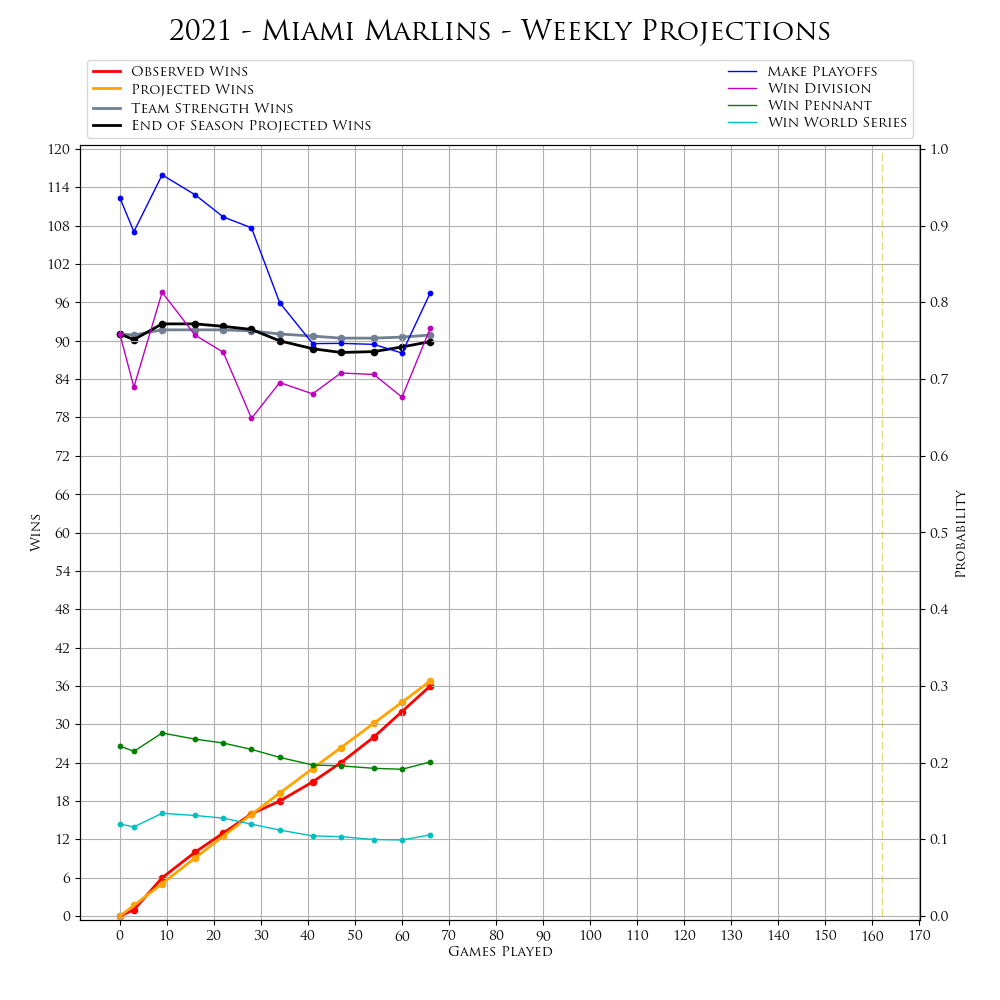 2021 - Miami Marlins - Weekly Projections
Observed Wins
Projected Wins
Team Strength Wins
End of Season Projected Wins
Make Playoffs
Win Division
Win Pennant
Win World Series
120
114
108
102
96
90
84
78
72
66
60
54
48
42
36
30
24
18
12
6
0
Wins
1.0
0.9
0.8
0.7
0.6
0.5
0.4
0.3
0.2
0.1
0.0
Probability
0 10 20 30 40 50 60 70 80 90 100 110 120 130 140 150 160 170
Games Played